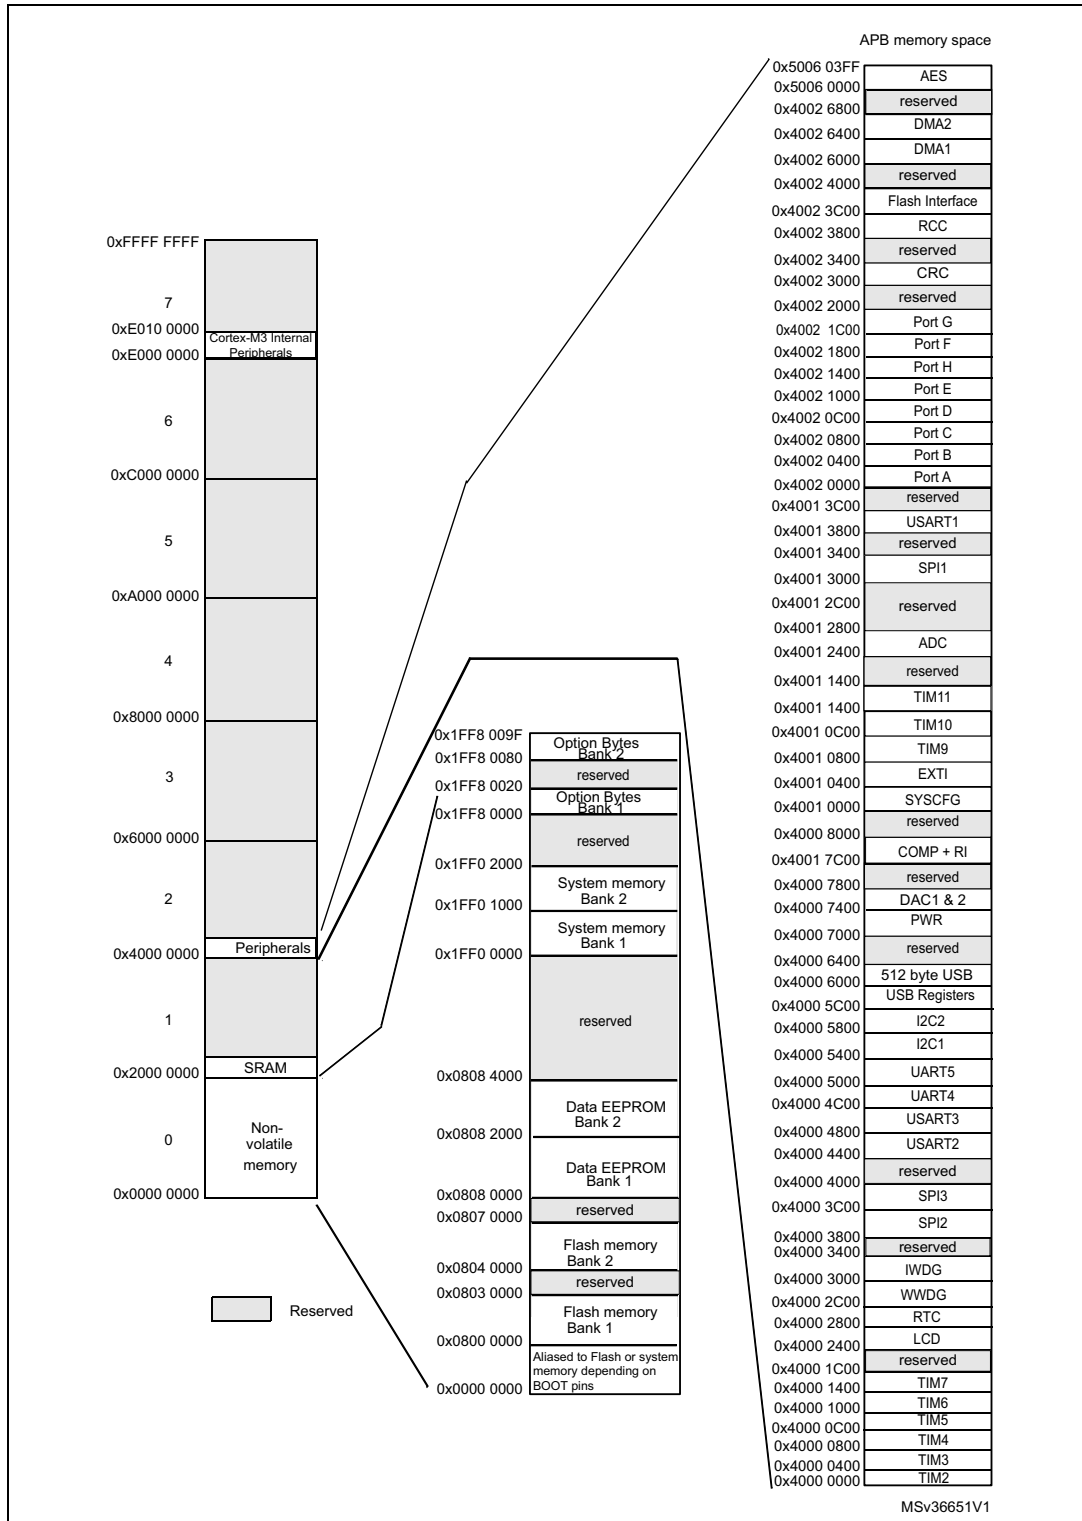 APB memory space
0xFFFF FFFF
7
0xE010 0000
Cortex-M3 Internal
Peripherals
0xE000 0000
6
0xC000 0000
5
0xA000 0000
4
0x8000 0000
3
0x6000 0000
2
Peripherals
0x4000 0000
1
SRAM
0x2000 0000
0
Non-
volatile
memory
0x0000 0000
Reserved
0x1FF8 009F
Option Bytes
Bank 2
0x1FF8 0080
reserved
0x1FF8 0020
Option Bytes
Bank 1
0x1FF8 0000
reserved
0x1FF0 2000
System memory
Bank 2
0x1FF0 1000
System memory
Bank 1
0x1FF0 0000
reserved
0x0808 4000
Data EEPROM
Bank 2
0x0808 2000
Data EEPROM
Bank 1
0x0808 0000
reserved
0x0807 0000
Flash memory
Bank 2
0x0804 0000
reserved
0x0803 0000
Flash memory
Bank 1
0x0800 0000
Aliased to Flash or system
memory depending on
BOOT pins
0x0000 0000
0x5006 03FF
AES
0x5006 0000
reserved
0x4002 6800
DMA2
0x4002 6400
DMA1
0x4002 6000
reserved
0x4002 4000
Flash Interface
0x4002 3C00
RCC
0x4002 3800
reserved
0x4002 3400
CRC
0x4002 3000
reserved
0x4002 2000
Port G
0x4002 1C00
Port F
0x4002 1800
Port H
0x4002 1400
Port E
0x4002 1000
Port D
0x4002 0C00
Port C
0x4002 0800
Port B
0x4002 0400
Port A
0x4002 0000
reserved
0x4001 3C00
USART1
0x4001 3800
reserved
0x4001 3400
SPI1
0x4001 3000
0x4001 2C00
reserved
0x4001 2800
ADC
0x4001 2400
reserved
0x4001 1400
TIM11
0x4001 1400
TIM10
0x4001 0C00
TIM9
0x4001 0800
EXTI
0x4001 0400
SYSCFG
0x4001 0000
reserved
0x4000 8000
COMP + RI
0x4001 7C00
reserved
0x4000 7800
DAC1 & 2
0x4000 7400
PWR
0x4000 7000
reserved
0x4000 6400
512 byte USB
0x4000 6000
USB Registers
0x4000 5C00
I2C2
0x4000 5800
I2C1
0x4000 5400
UART5
0x4000 5000
UART4
0x4000 4C00
USART3
0x4000 4800
USART2
0x4000 4400
reserved
0x4000 4000
SPI3
0x4000 3C00
SPI2
0x4000 3800
reserved
0x4000 3400
IWDG
0x4000 3000
WWDG
0x4000 2C00
RTC
0x4000 2800
LCD
0x4000 2400
reserved
0x4000 1C00
TIM7
0x4000 1400
TIM6
0x4000 1000
TIM5
0x4000 0C00
TIM4
0x4000 0800
TIM3
0x4000 0400
TIM2
0x4000 0000
MSv36651V1